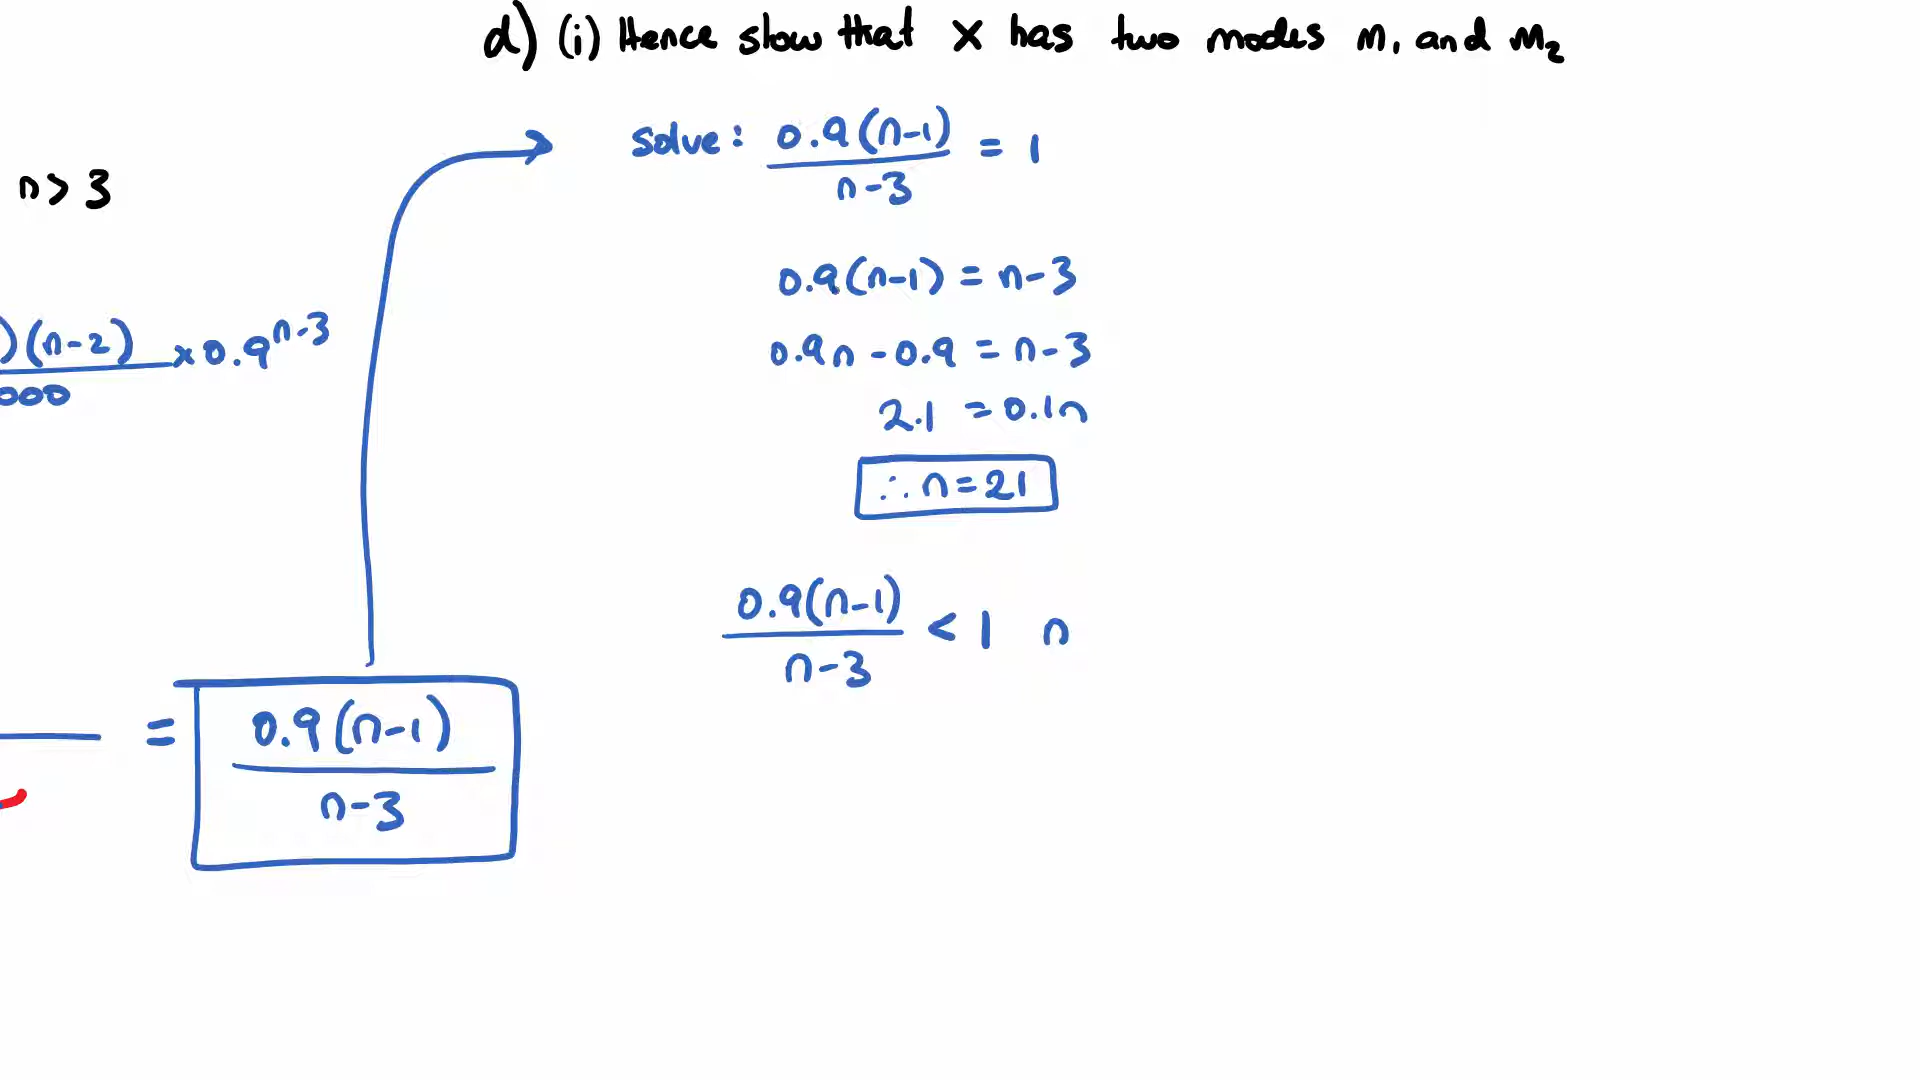 d) (i) Hence show that X has two modes m₁ and m₂
solve: 0.9(n-1)/n-3 = 1
n > 3
0.9(n-1) = n-3
)(n-2)/000 × 0.9^n-3
0.9n - 0.9 = n-3
2.1 = 0.1n
∴ n = 21
0.9(n-1)/n-3 < 1 n
= 0.9(n-1)/n-3